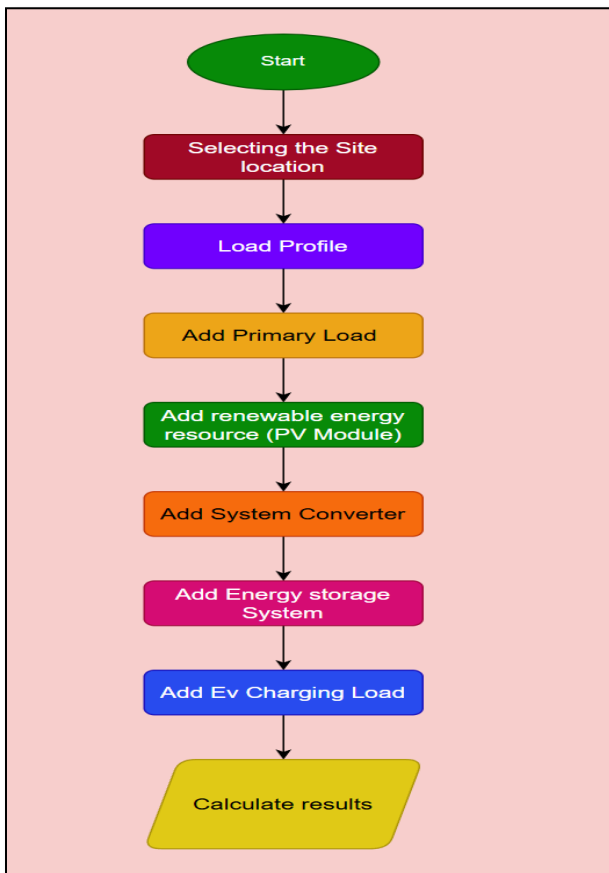 Start
Selecting the Site
location
Load Profile
Add Primary Load
Add renewable energy
resource (PV Module)
Add System Converter
Add Energy storage
System
Add Ev Charging Load
Calculate results